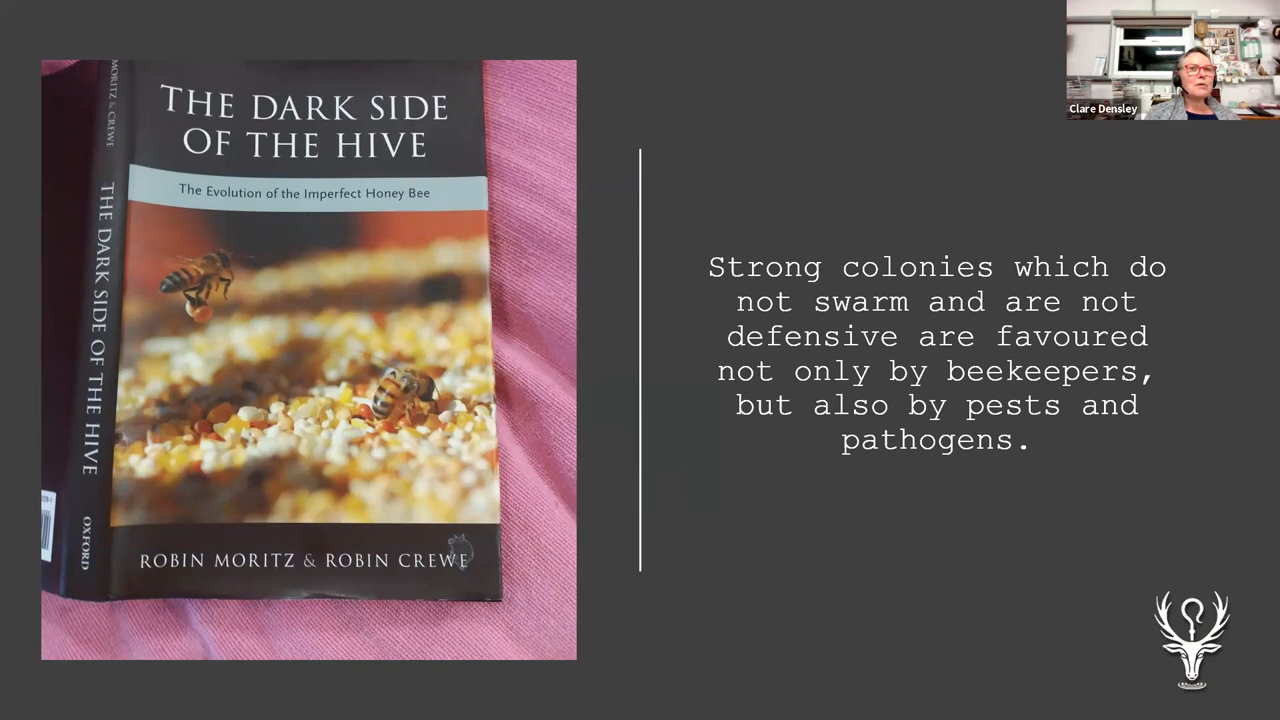 THE DARK SIDE
OF THE HIVE
The Evolution of the Imperfect Honey Bee
ROBIN MORITZ & ROBIN CREWE
MORITZ & CREWE
THE DARK SIDE OF THE HIVE
OXFORD
Strong colonies which do
not swarm and are not
defensive are favoured
not only by beekeepers,
but also by pests and
pathogens.
Clare Densley